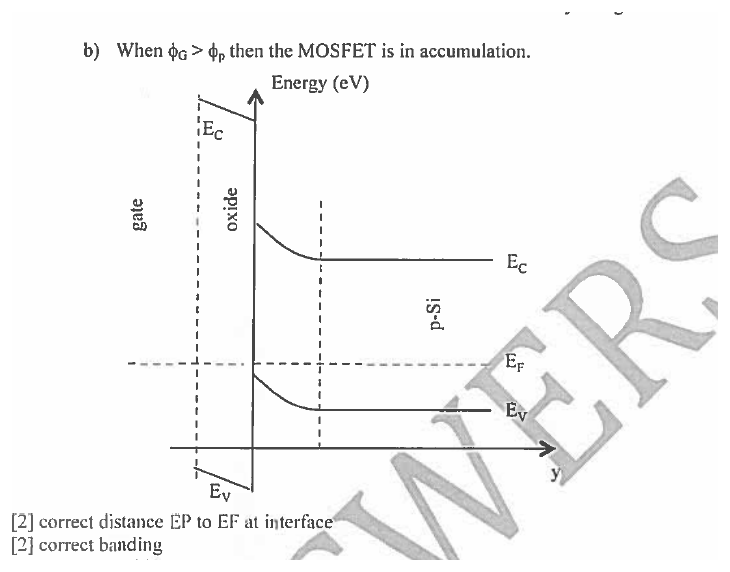 b) When ϕG > ϕp then the MOSFET is in accumulation.
Energy (eV)
EC
gate
oxide
EC
p-Si
EF
EV
y
EV
[2] correct distance EP to EF at interface
[2] correct banding